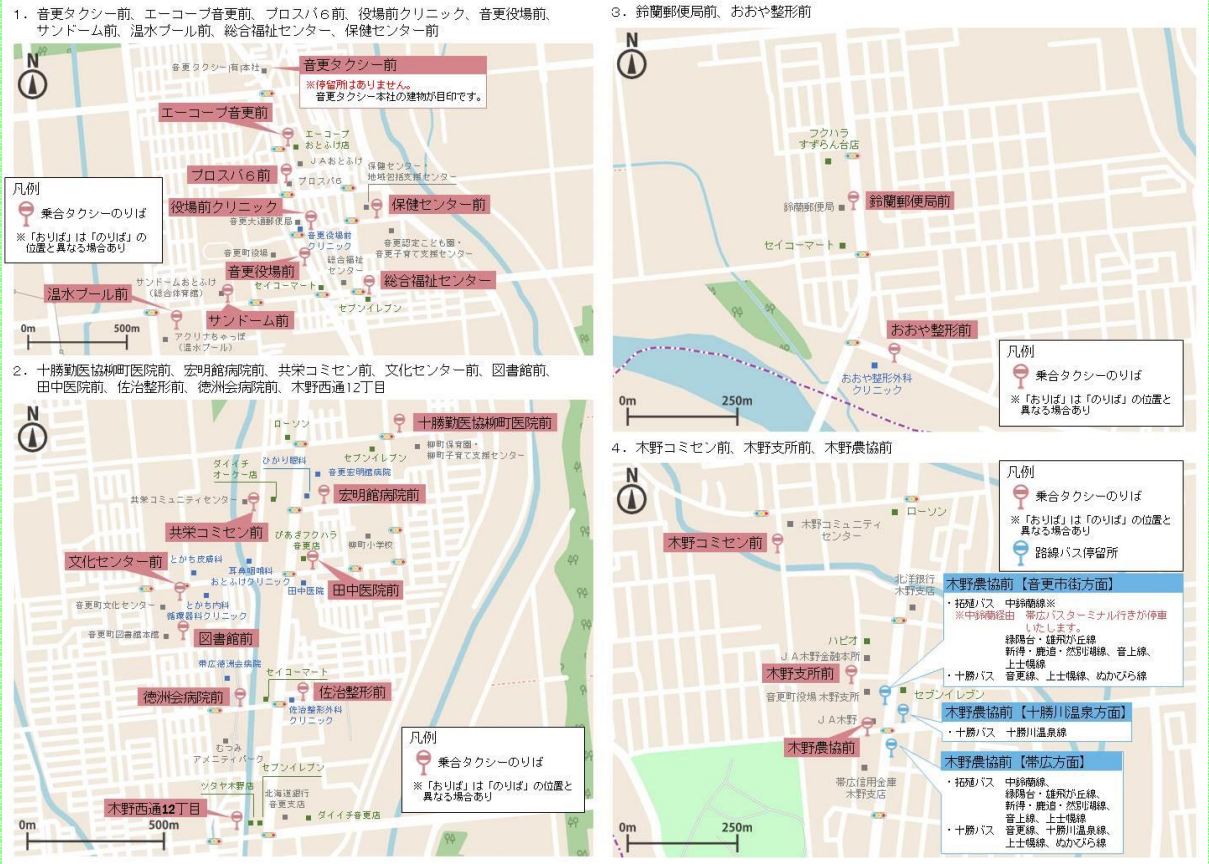 1．音更タクシー前、エーコープ音更前、プロスパ6前、役場前クリニック、音更役場前、
サンドーム前、温水プール前、総合福祉センター、保健センター前
N
音更タクシー(有)本社
音更タクシー前
※停留所はありません。
音更タクシー本社の建物が目印です。
エーコープ音更前
エーコープ
おとふけ店
JAおとふけ
プロスパ6前
プロスパ6
保健センター・
地域包括支援センター
凡例
乗合タクシーのりば
※「おりば」は「のりば」の
位置と異なる場合あり
役場前クリニック
保健センター前
音更大通郵便局
音更役場前
クリニック
音更認定こども園・
音更子育て支援センター
音更町役場
音更役場前
総合福祉
センター
総合福祉センター
サンドームおとふけ
（総合体育館）
セイコーマート
セブンイレブン
温水プール前
サンドーム前
アクリナちゃっぽ
（温水プール）
0m
500m
2．十勝勤医協柳町医院前、宏明館病院前、共栄コミセン前、文化センター前、図書館前、
田中医院前、佐治整形前、徳洲会病院前、木野西通12丁目
N
ローソン
十勝勤医協柳町医院前
セブンイレブン
柳町保育園・
柳町子育て支援センター
ダイイチ
オーケー店
ひかり眼科
音更宏明館病院
宏明館病院前
共栄コミュニティセンター
共栄コミセン前
ぴあざフクハラ
音更店
柳町小学校
文化センター前
とかち皮膚科
耳鼻咽喉科
おとふけクリニック
田中医院
田中医院前
とかち内科
循環器科クリニック
音更町文化センター
音更町図書館本館
図書館前
帯広徳洲会病院
セイコーマート
徳洲会病院前
佐治整形前
佐治整形外科
クリニック
むつみ
アメニティパーク
凡例
乗合タクシーのりば
※「おりば」は「のりば」の位置と
異なる場合あり
セブンイレブン
ツタヤ木野店
北海道銀行
音更支店
木野西通12丁目
ダイイチ音更店
0m
500m
3．鈴蘭郵便局前、おおや整形前
N
フクハラ
すずらん台店
鈴蘭郵便局
鈴蘭郵便局前
セイコーマート
おおや整形前
おおや整形外科
クリニック
凡例
乗合タクシーのりば
※「おりば」は「のりば」の位置と
異なる場合あり
0m
250m
4．木野コミセン前、木野支所前、木野農協前
N
ローソン
木野コミュニティ
センター
木野コミセン前
凡例
乗合タクシーのりば
※「おりば」は「のりば」の位置と
異なる場合あり
路線バス停留所
北洋銀行
木野支店
木野農協前【音更市街方面】
・拓殖バス 中鈴蘭線※
※中鈴蘭経由 帯広バスターミナル行きが停車
いたします。
緑陽台・雄飛が丘線
新得・鹿追・然別湖線、音上線、
上士幌線
・十勝バス 音更線、上士幌線、ぬかびら線
ハピオ
JA木野金融本所
木野支所前
音更町役場 木野支所
セブンイレブン
木野農協前【十勝川温泉方面】
・十勝バス 十勝川温泉線
JA木野
木野農協前
帯広信用金庫
木野支店
木野農協前【帯広方面】
・拓殖バス 中鈴蘭線、
緑陽台・雄飛が丘線、
新得・鹿追・然別湖線、
音上線、上士幌線
・十勝バス 音更線、十勝川温泉線、
上士幌線、ぬかびら線
0m
250m